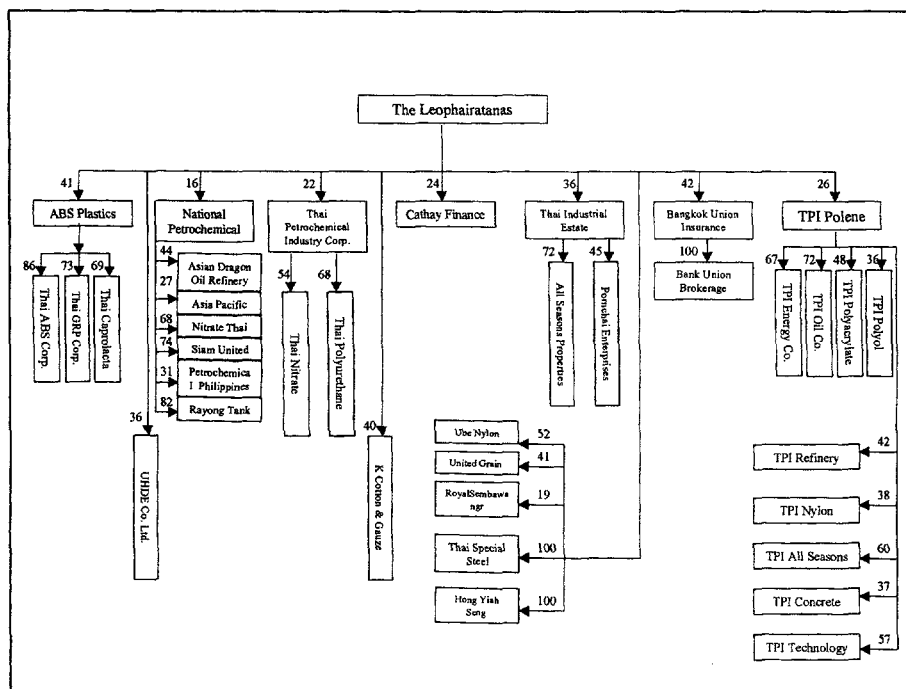 The Leophairatanas
41
16
22
24
36
42
26
ABS Plastics
National
Petrochemical
Thai
Petrochemical
Industry Corp.
Cathay Finance
Thai Industrial
Estate
Bangkok Union
Insurance
TPI Polene
86
73
69
Thai ABS Corp.
Thai GRP Corp.
Thai Caprolacta
44
Asian Dragon
Oil Refinery
27
Asia Pacific
68
Nitrate Thai
74
Siam United
31
Petrochemica
l Philippines
82
Rayong Tank
54
68
Thai Nitrate
Thai Polyurethane
72
45
All Seasons Properties
Pornchai Enterprises
100
Bank Union
Brokerage
67
72
48
36
TPI Energy Co.
TPI Oil Co.
TPI Polyacrylate
TPI Polyol
36
UHDE Co. Ltd.
40
K Cotton & Gauze
Ube Nylon
52
United Grain
41
RoyalSembawa
ngr
19
Thai Special
Steel
100
Hong Yiah
Seng
100
TPI Refinery
42
TPI Nylon
38
TPI All Seasons
60
TPI Concrete
37
TPI Technology
57